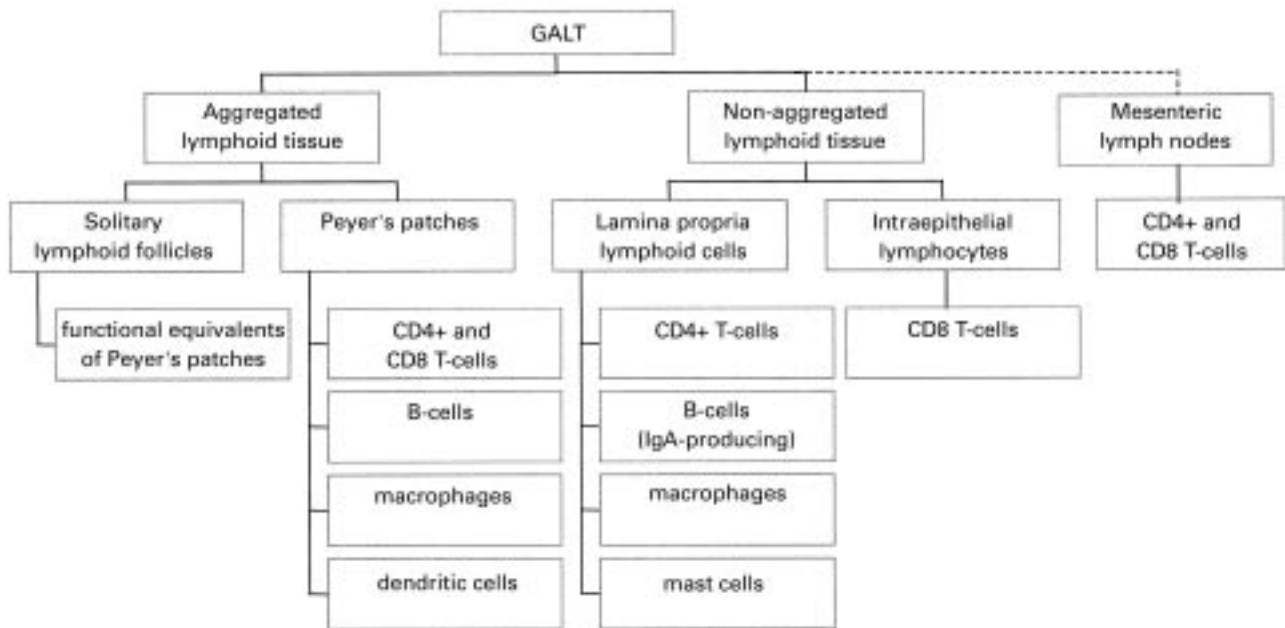 GALT
Aggregated
lymphoid tissue
Non-aggregated
lymphoid tissue
Mesenteric
lymph nodes
Solitary
lymphoid follicles
Peyer's patches
Lamina propria
lymphoid cells
Intraepithelial
lymphocytes
CD4+ and
CD8 T-cells
functional equivalents
of Peyer's patches
CD4+ and
CD8 T-cells
CD4+ T-cells
CD8 T-cells
B-cells
B-cells
(IgA-producing)
macrophages
macrophages
dendritic cells
mast cells